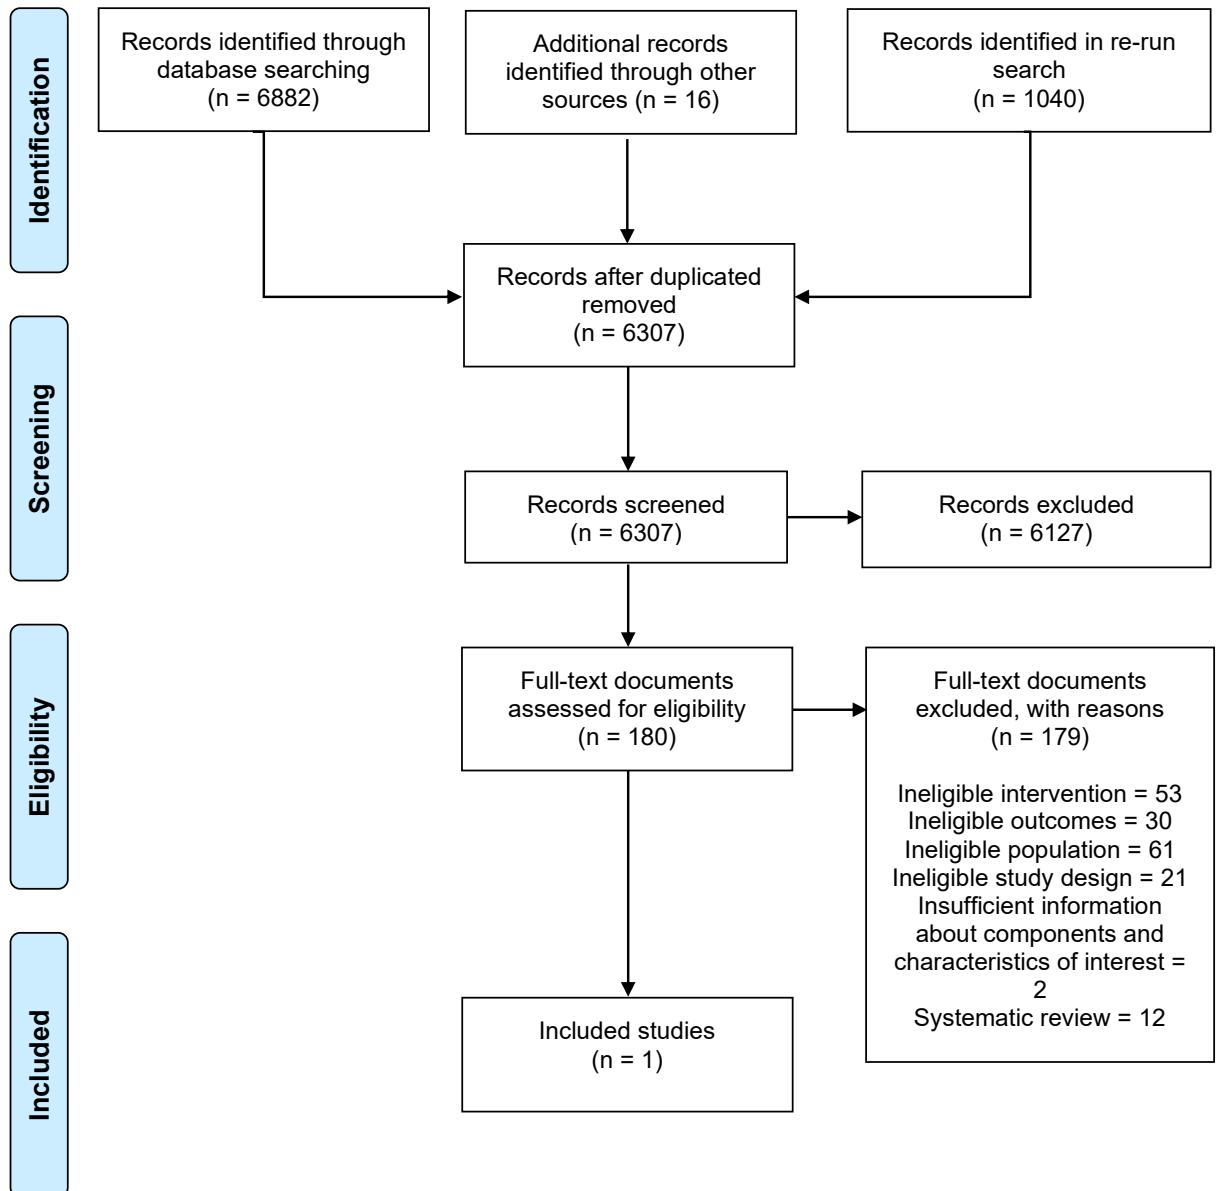 Identification
Records identified through
database searching
(n = 6882)
Additional records
identified through other
sources (n = 16)
Records identified in re-run
search
(n = 1040)
Records after duplicated
removed
(n = 6307)
Screening
Records screened
(n = 6307)
Records excluded
(n = 6127)
Eligibility
Full-text documents
assessed for eligibility
(n = 180)
Full-text documents
excluded, with reasons
(n = 179)
Ineligible intervention = 53
Ineligible outcomes = 30
Ineligible population = 61
Ineligible study design = 21
Insufficient information
about components and
characteristics of interest =
2
Systematic review = 12
Included
Included studies
(n = 1)